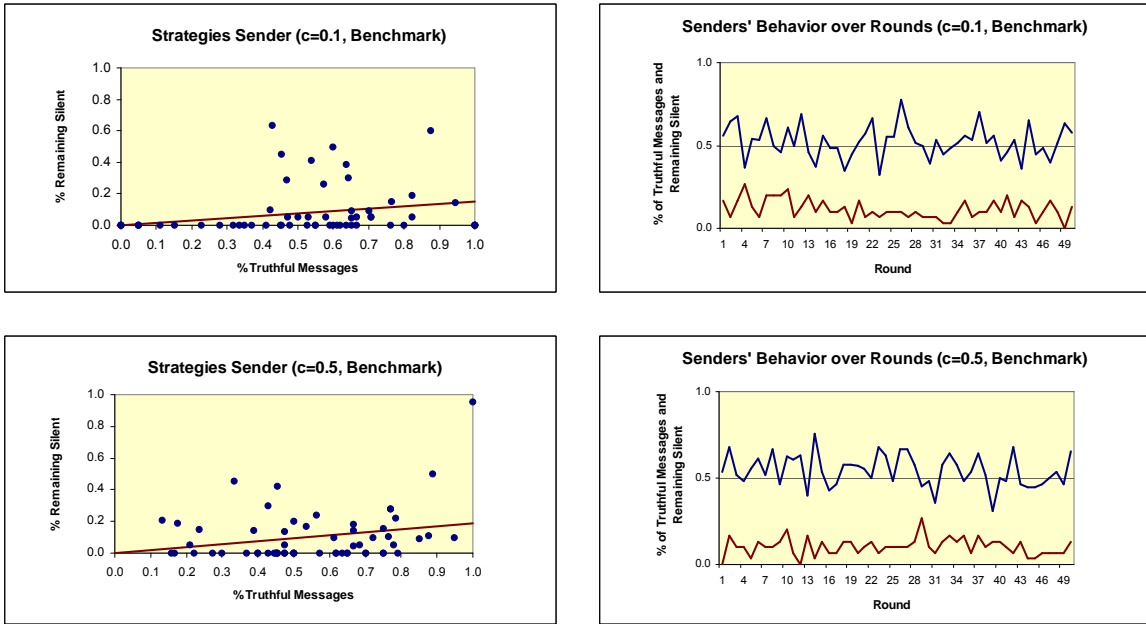 Strategies Sender (c=0.1, Benchmark)
% Remaining Silent
1.0
0.8
0.6
0.4
0.2
0.0
0.0 0.1 0.2 0.3 0.4 0.5 0.6 0.7 0.8 0.9 1.0
% Truthful Messages
Senders' Behavior over Rounds (c=0.1, Benchmark)
% of Truthful Messages and
Remaining Silent
1.0
0.5
0.0
1 4 7 10 13 16 19 22 25 28 31 34 37 40 43 46 49
Round
Strategies Sender (c=0.5, Benchmark)
% Remaining Silent
1.0
0.8
0.6
0.4
0.2
0.0
0.0 0.1 0.2 0.3 0.4 0.5 0.6 0.7 0.8 0.9 1.0
% Truthful Messages
Senders' Behavior over Rounds (c=0.5, Benchmark)
% of Truthful Messages and
Remaining Silent
1.0
0.5
0.0
1 4 7 10 13 16 19 22 25 28 31 34 37 40 43 46 49
Round